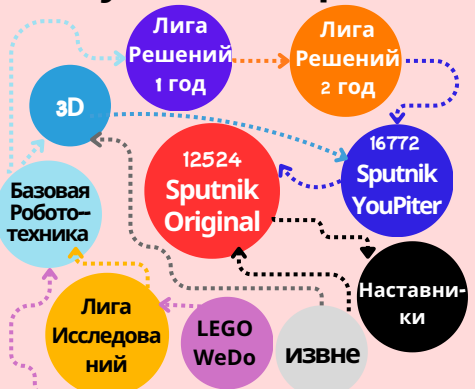 Лига
Решений
1 год
Лига
Решений
2 год
3D
12524
Sputnik
Original
16772
Sputnik
YouPiter
Базовая
Робото--
техника
Наставни-
ки
Лига
Исследова
ний
LEGO
WeDo
извне